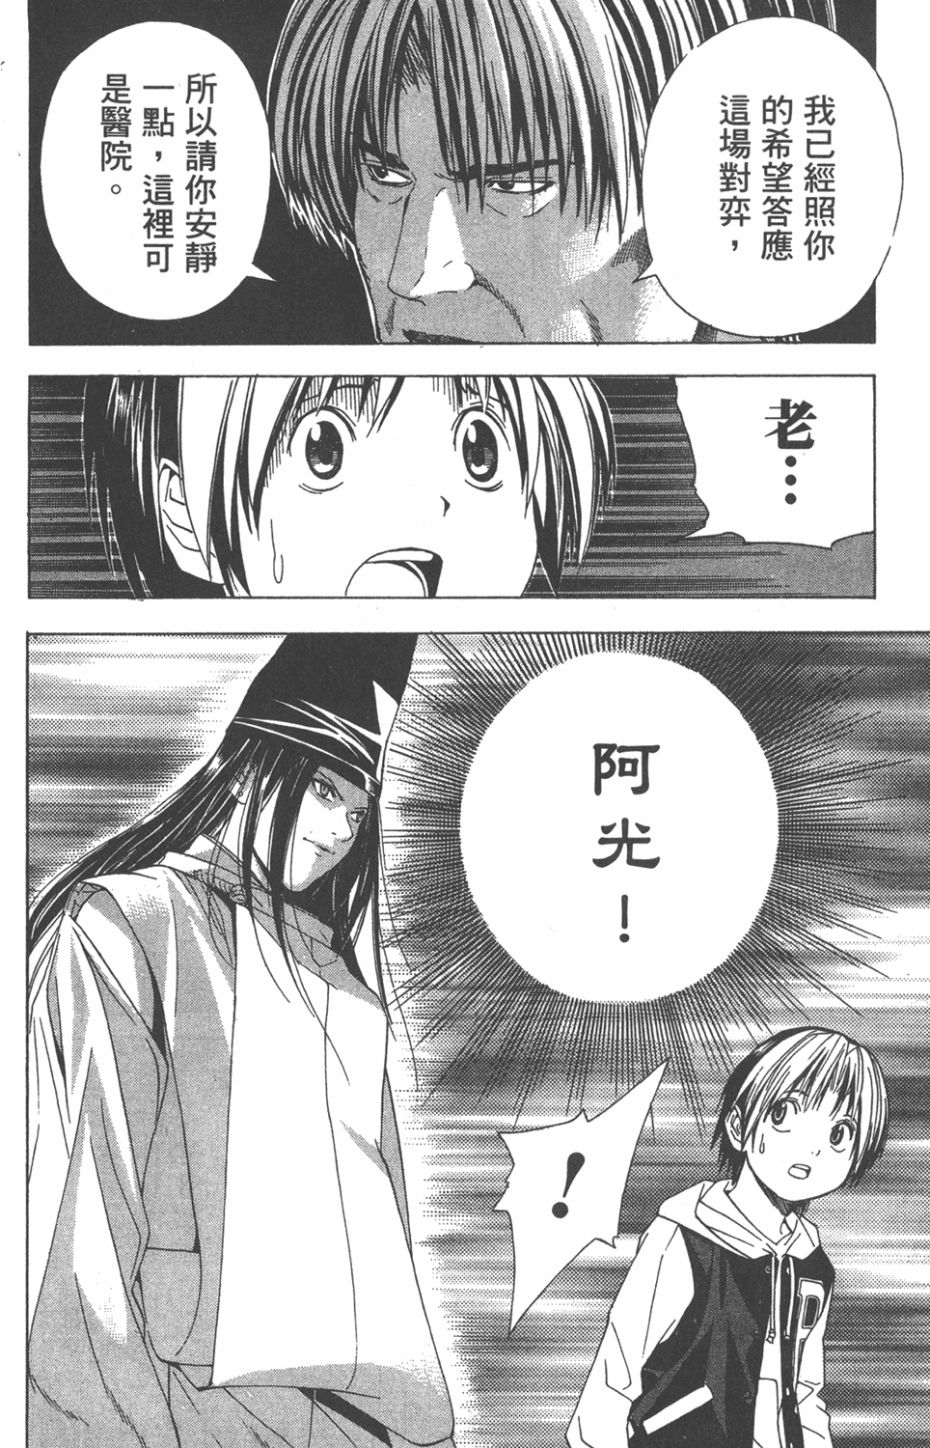 我已經照你
的希望答應
這場對弈，
所以請你安靜
一點，這裡可
是醫院。
老…
阿光！
！